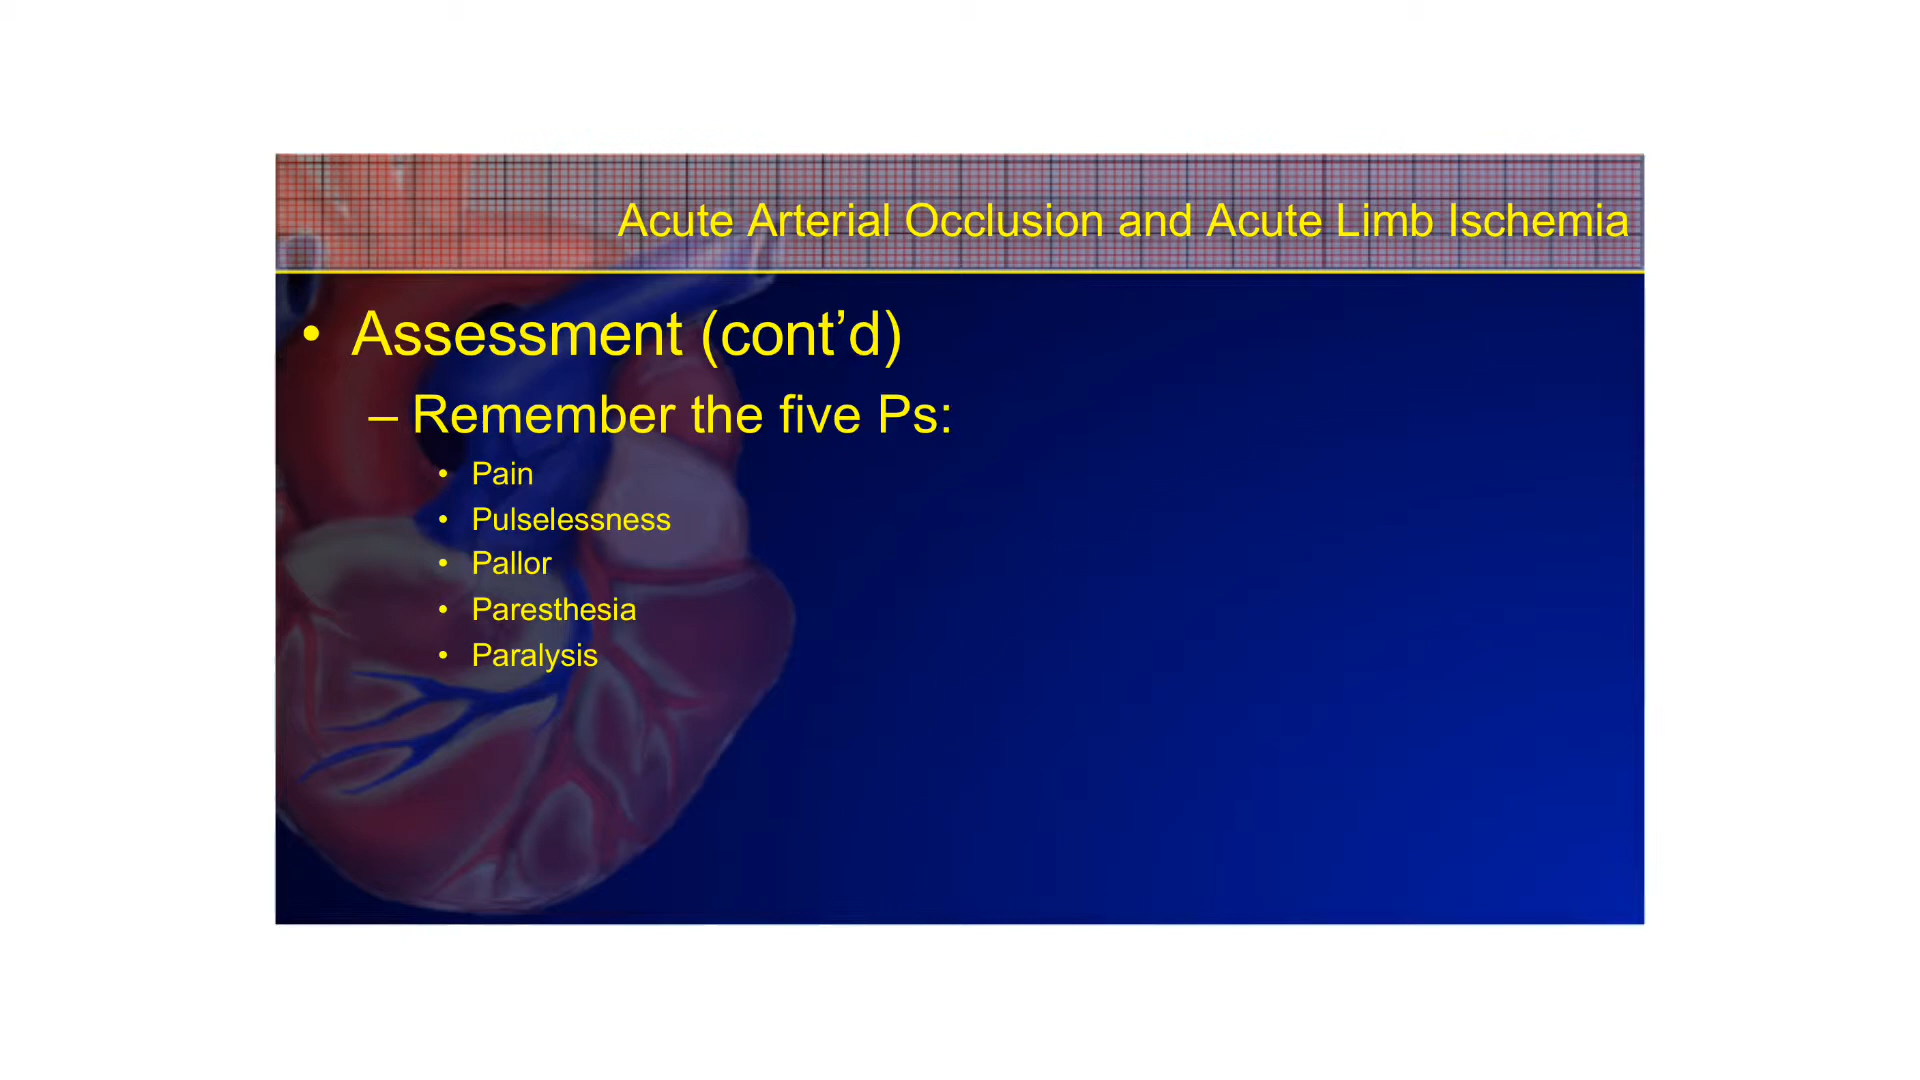 Acute Arterial Occlusion and Acute Limb Ischemia
• Assessment (cont’d)
– Remember the five Ps:
• Pain
• Pulselessness
• Pallor
• Paresthesia
• Paralysis